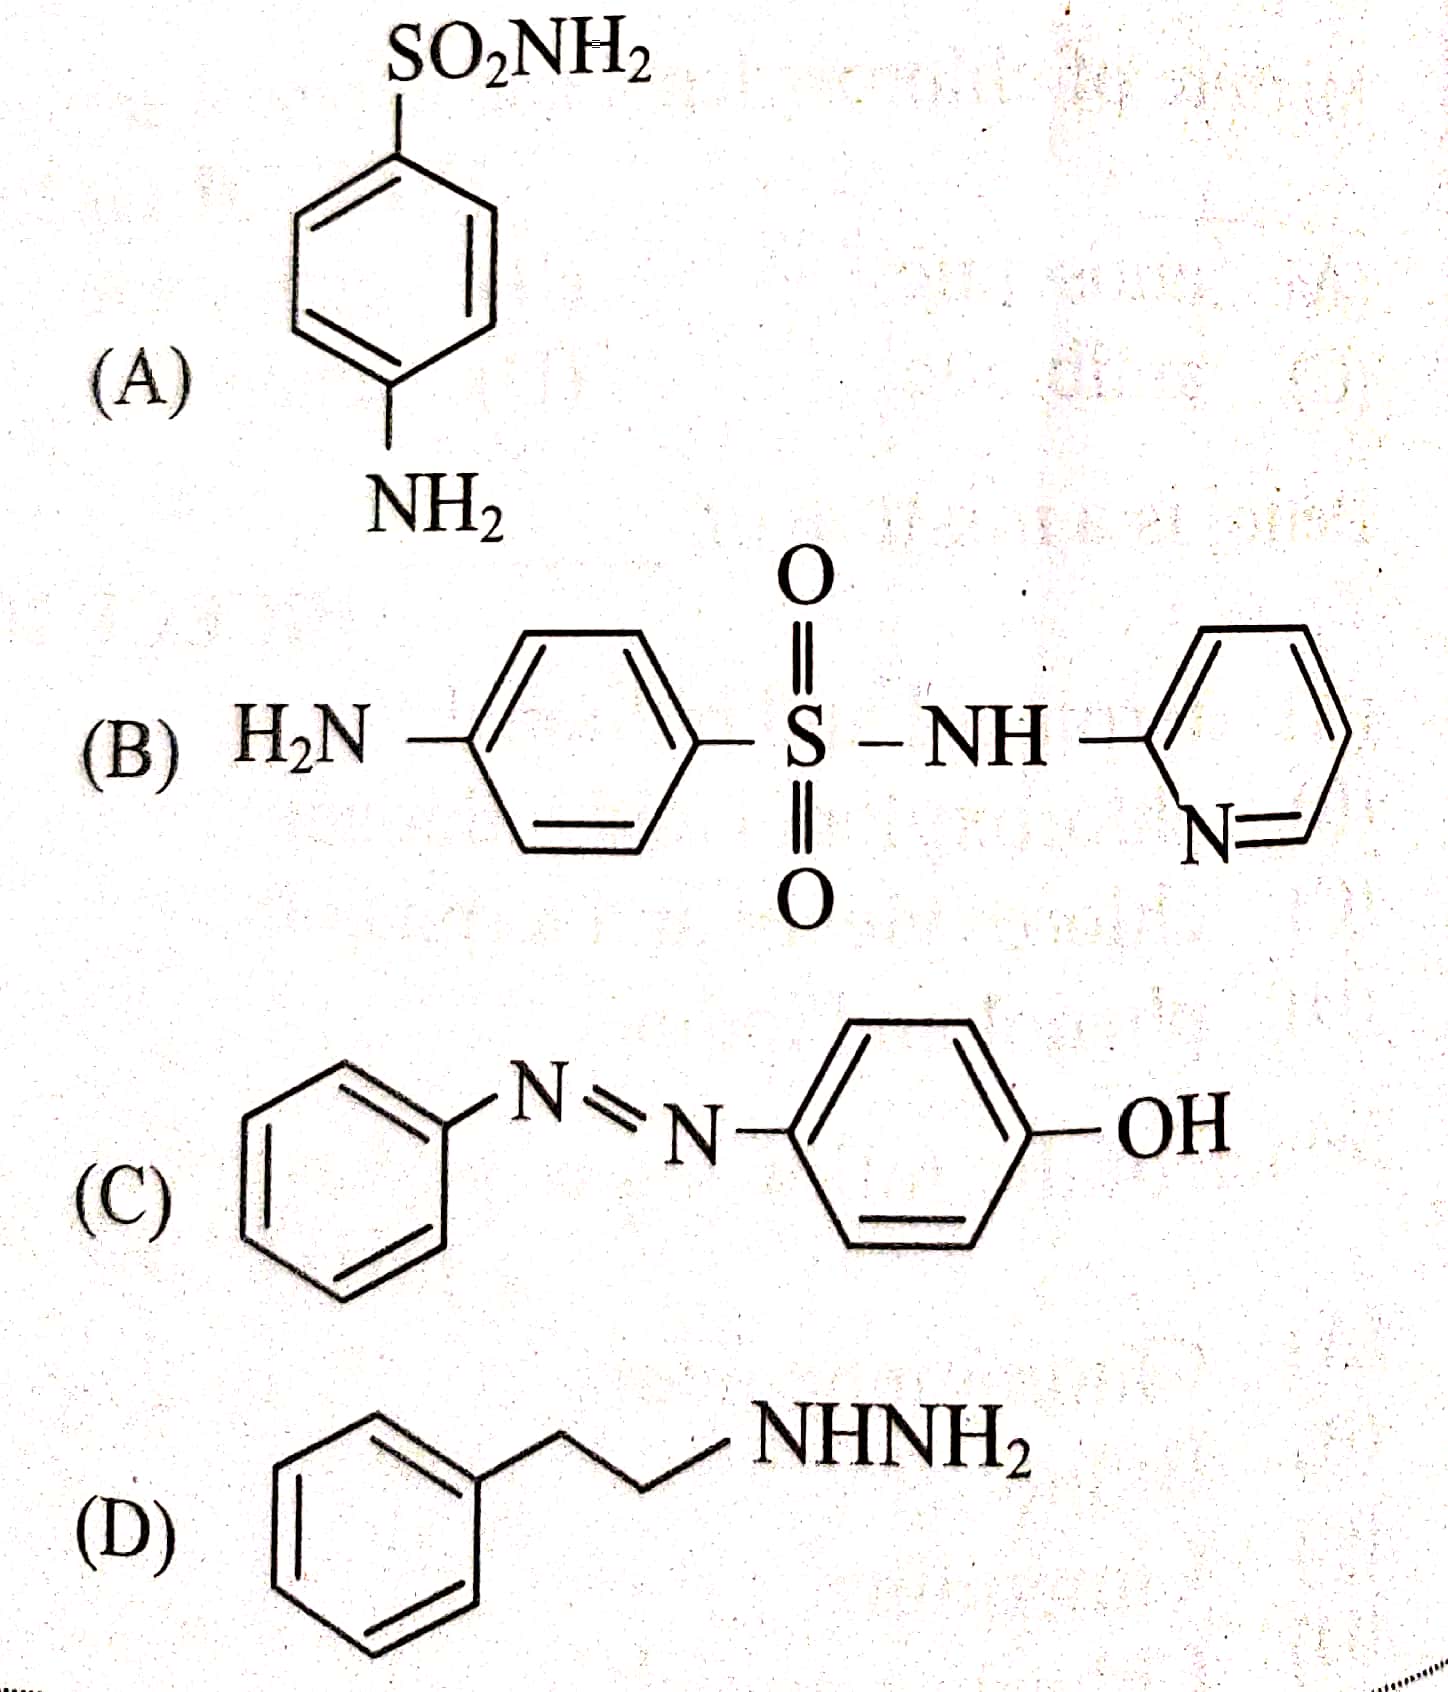 SO₂NH₂
(A)
NH₂
O
(B) H₂N S – NH N
O
N N OH
(C)
NHNH₂
(D)